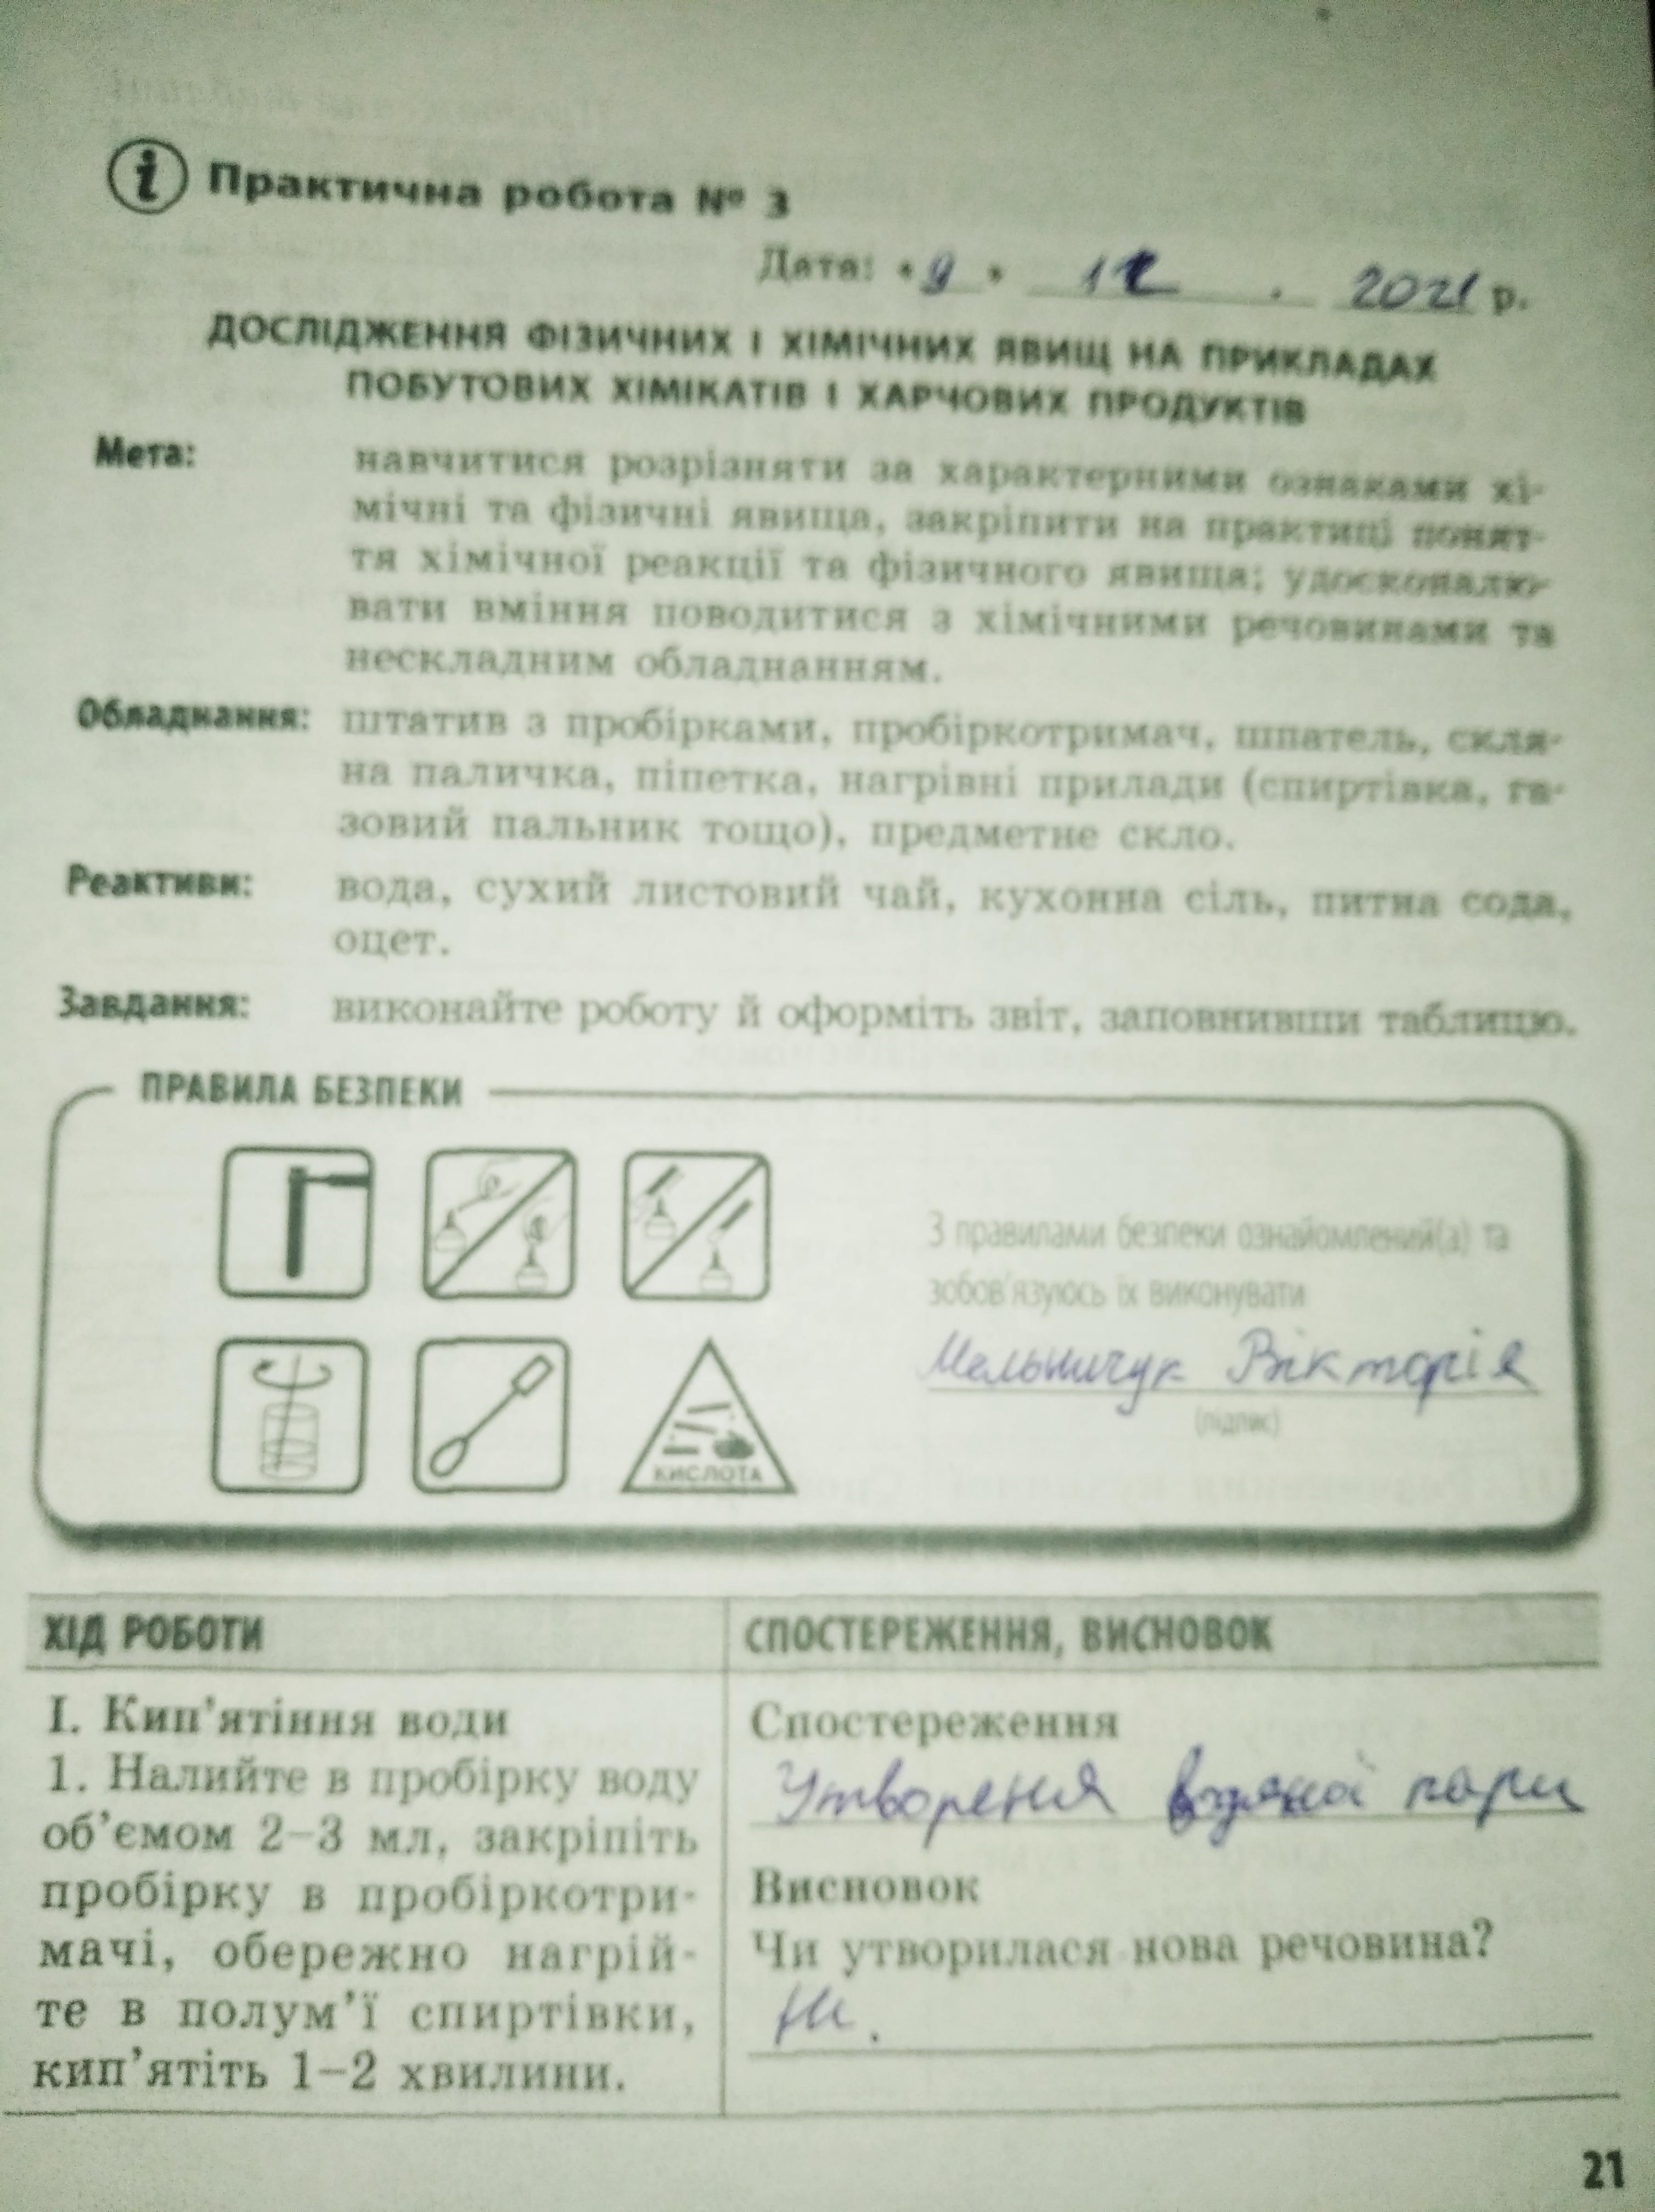 i Практична робота № 3
Дата: «9» 12 . 2021 р.
ДОСЛІДЖЕННЯ ФІЗИЧНИХ І ХІМІЧНИХ ЯВИЩ НА ПРИКЛАДАХ
ПОБУТОВИХ ХІМІКАТІВ І ХАРЧОВИХ ПРОДУКТІВ
Мета: навчитися розрізняти за характерними ознаками хі-
мічні та фізичні явища, закріпити на практиці понят-
тя хімічної реакції та фізичного явища; удосконалю-
вати вміння поводитися з хімічними речовинами та
нескладним обладнанням.
Обладнання: штатив з пробірками, пробіркотримач, шпатель, скля-
на паличка, піпетка, нагрівні прилади (спиртівка, га-
зовий пальник тощо), предметне скло.
Реактиви: вода, сухий листовий чай, кухонна сіль, питна сода,
оцет.
Завдання: виконайте роботу й оформіть звіт, заповнивши таблицю.
ПРАВИЛА БЕЗПЕКИ
З правилами безпеки ознайомлений(а) та
зобов'язуюсь їх виконувати
Мельничук Вікторія
(підпис)
КИСЛОТА
ХІД РОБОТИ
І. Кип'ятіння води
1. Налийте в пробірку воду
об'ємом 2–3 мл, закріпіть
пробірку в пробіркотри-
мачі, обережно нагрій-
те в полум'ї спиртівки,
кип'ятіть 1–2 хвилини.
СПОСТЕРЕЖЕННЯ, ВИСНОВОК
Спостереження
Утворення водяної пари
Висновок
Чи утворилася нова речовина?
Ні.
21